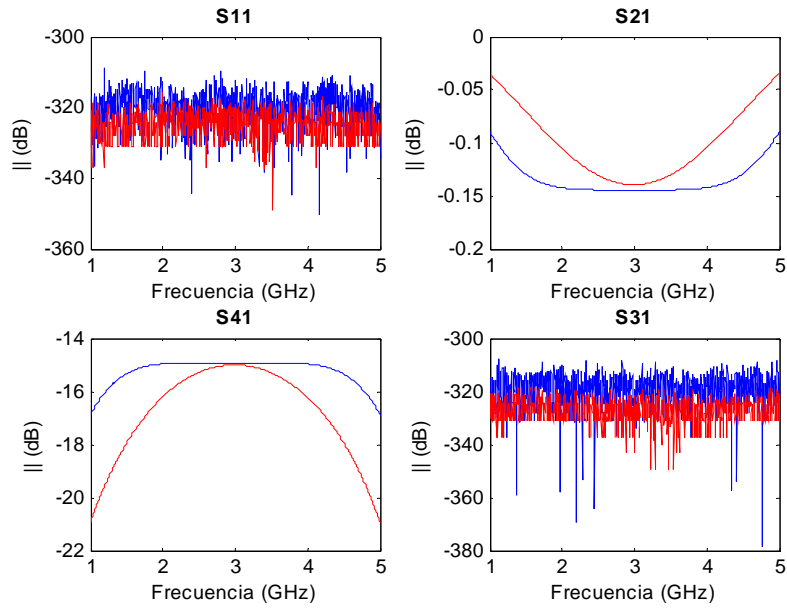 S11
-300
-320
-340
-360
|| (dB)
1 2 3 4 5
Frecuencia (GHz)
S21
0
-0.05
-0.1
-0.15
-0.2
|| (dB)
1 2 3 4 5
Frecuencia (GHz)
S41
-14
-16
-18
-20
-22
|| (dB)
1 2 3 4 5
Frecuencia (GHz)
S31
-300
-320
-340
-360
-380
|| (dB)
1 2 3 4 5
Frecuencia (GHz)